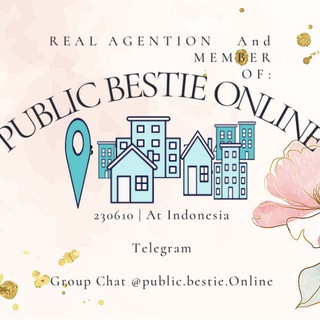 REAL AGENTION And
MEMBER
OF:
PUBLIC BESTIE ONLINE
230610 | At Indonesia
Telegram
Group Chat @public.bestie.Online